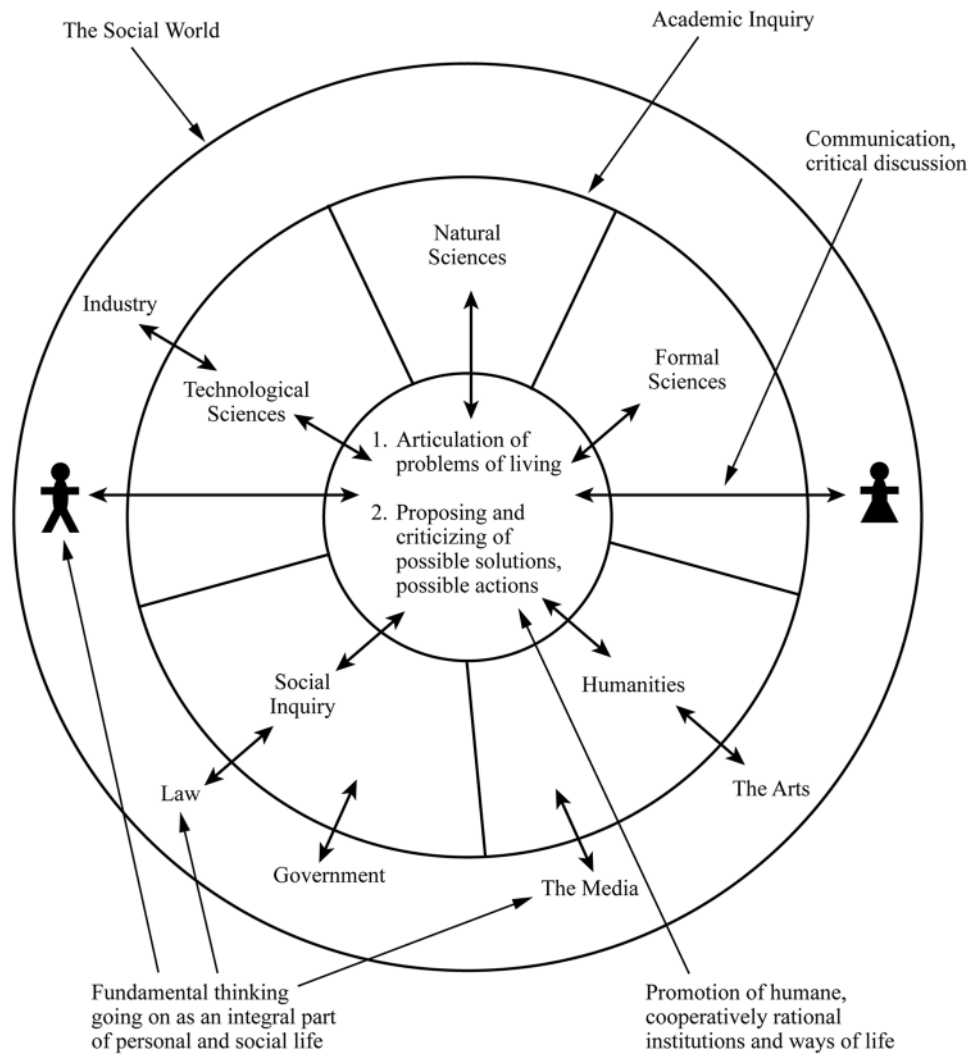 The Social World
Academic Inquiry
Communication,
critical discussion
Natural
Sciences
Industry
Formal
Sciences
Technological
Sciences
1. Articulation of
problems of living
2. Proposing and
criticizing of
possible solutions,
possible actions
Social
Inquiry
Humanities
Law
The Arts
Government
The Media
Fundamental thinking
going on as an integral part
of personal and social life
Promotion of humane,
cooperatively rational
institutions and ways of life